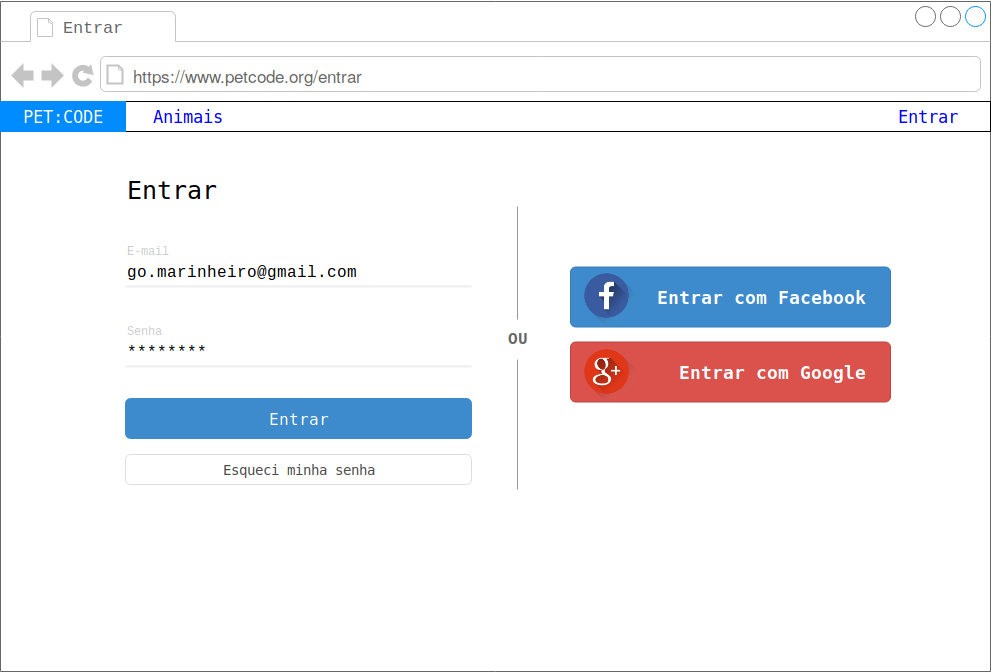 Entrar
https://www.petcode.org/entrar
PET:CODE Animais Entrar
Entrar
E-mail
go.marinheiro@gmail.com
Senha
********
Entrar
Esqueci minha senha
OU
f Entrar com Facebook
g+ Entrar com Google